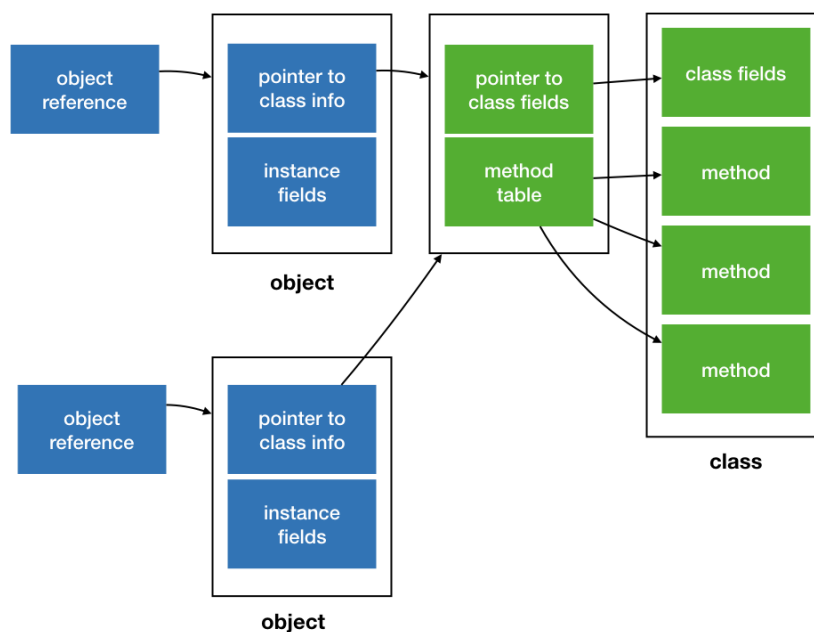 object
reference
pointer to
class info
instance
fields
object
pointer to
class fields
method
table
class fields
method
method
method
class
object
reference
pointer to
class info
instance
fields
object